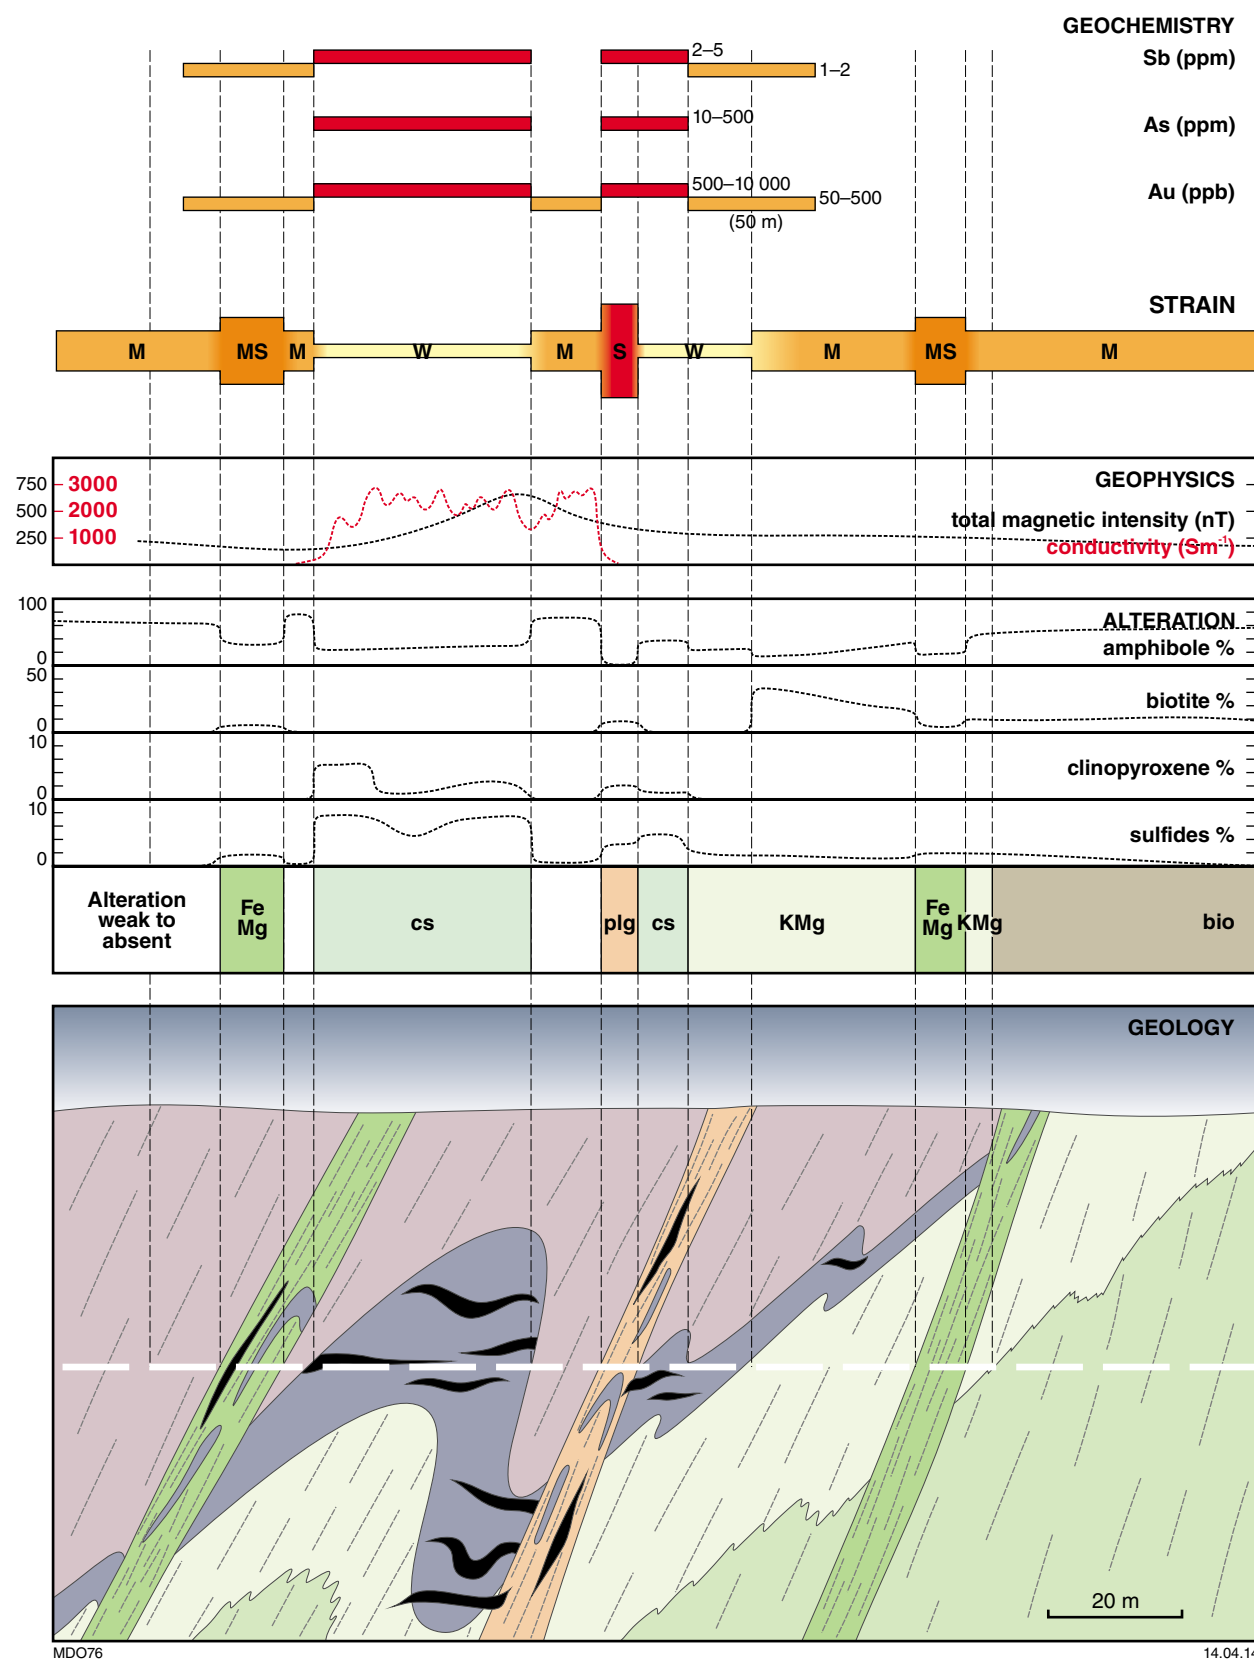 GEOCHEMISTRY
2–5
Sb (ppm)
1–2
10–500
As (ppm)
500–10 000
Au (ppb)
50–500
(50 m)
STRAIN
M MS M W M S W M MS M
GEOPHYSICS
750 3000
500 2000
total magnetic intensity (nT)
250 1000
conductivity (Sm⁻¹)
100
ALTERATION
amphibole %
0
50
biotite %
0
10
clinopyroxene %
0
10
sulfides %
0
Alteration
weak to
absent
Fe
Mg
cs
plg
cs
KMg
Fe
Mg
KMg
bio
GEOLOGY
20 m
MDO76
14.04.14